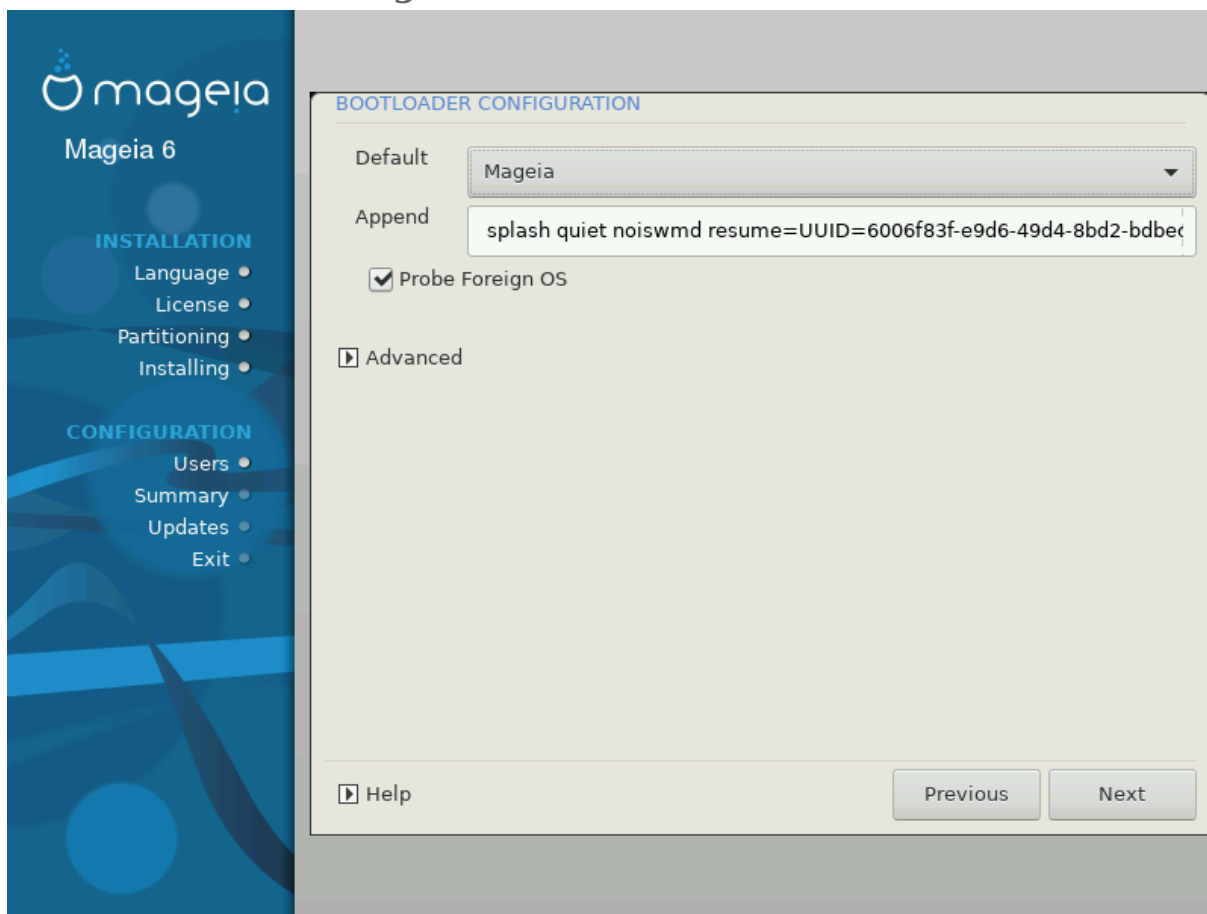 mageia
Mageia 6
INSTALLATION
Language
License
Partitioning
Installing
CONFIGURATION
Users
Summary
Updates
Exit
BOOTLOADER CONFIGURATION
Default
Mageia
Append
splash quiet noiswmd resume=UUID=6006f83f-e9d6-49d4-8bd2-bdbec
Probe Foreign OS
Advanced
Help
Previous
Next